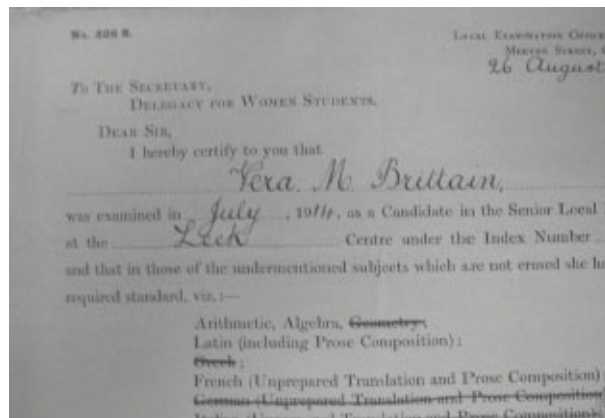 No. 336 B.
Local Examination Office
Merton Street,
26 August
To The Secretary,
Delegacy for Women Students.
Dear Sir,
I hereby certify to you that
Vera M Brittain,
was examined in July, 1914, as a Candidate in the Senior Local
at the Leek Centre under the Index Number
and that in those of the undermentioned subjects which are not erased she
required standard, viz. :—
Arithmetic, Algebra, Geometry ;
Latin (including Prose Composition) ;
Greek ;
French (Unprepared Translation and Prose Composition)
German (Unprepared Translation and Prose Composition)